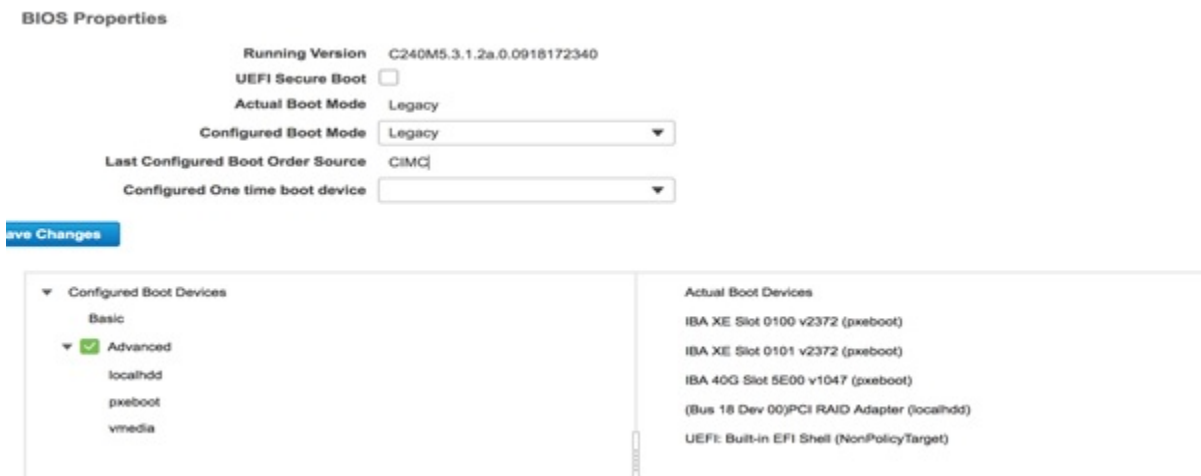 BIOS Properties
Running Version C240M5.3.1.2a.0.0918172340
UEFI Secure Boot
Actual Boot Mode Legacy
Configured Boot Mode Legacy
Last Configured Boot Order Source CIMC
Configured One time boot device
ave Changes
Configured Boot Devices
Basic
Advanced
localhdd
pxeboot
vmedia
Actual Boot Devices
IBA XE Slot 0100 v2372 (pxeboot)
IBA XE Slot 0101 v2372 (pxeboot)
IBA 40G Slot 5E00 v1047 (pxeboot)
(Bus 18 Dev 00)PCI RAID Adapter (localhdd)
UEFI: Built-in EFI Shell (NonPolicyTarget)